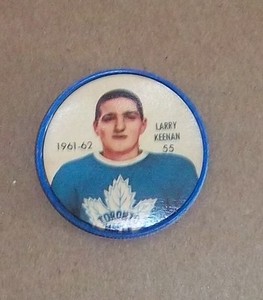 1961-62
LARRY
KEENAN
55
TORONTO